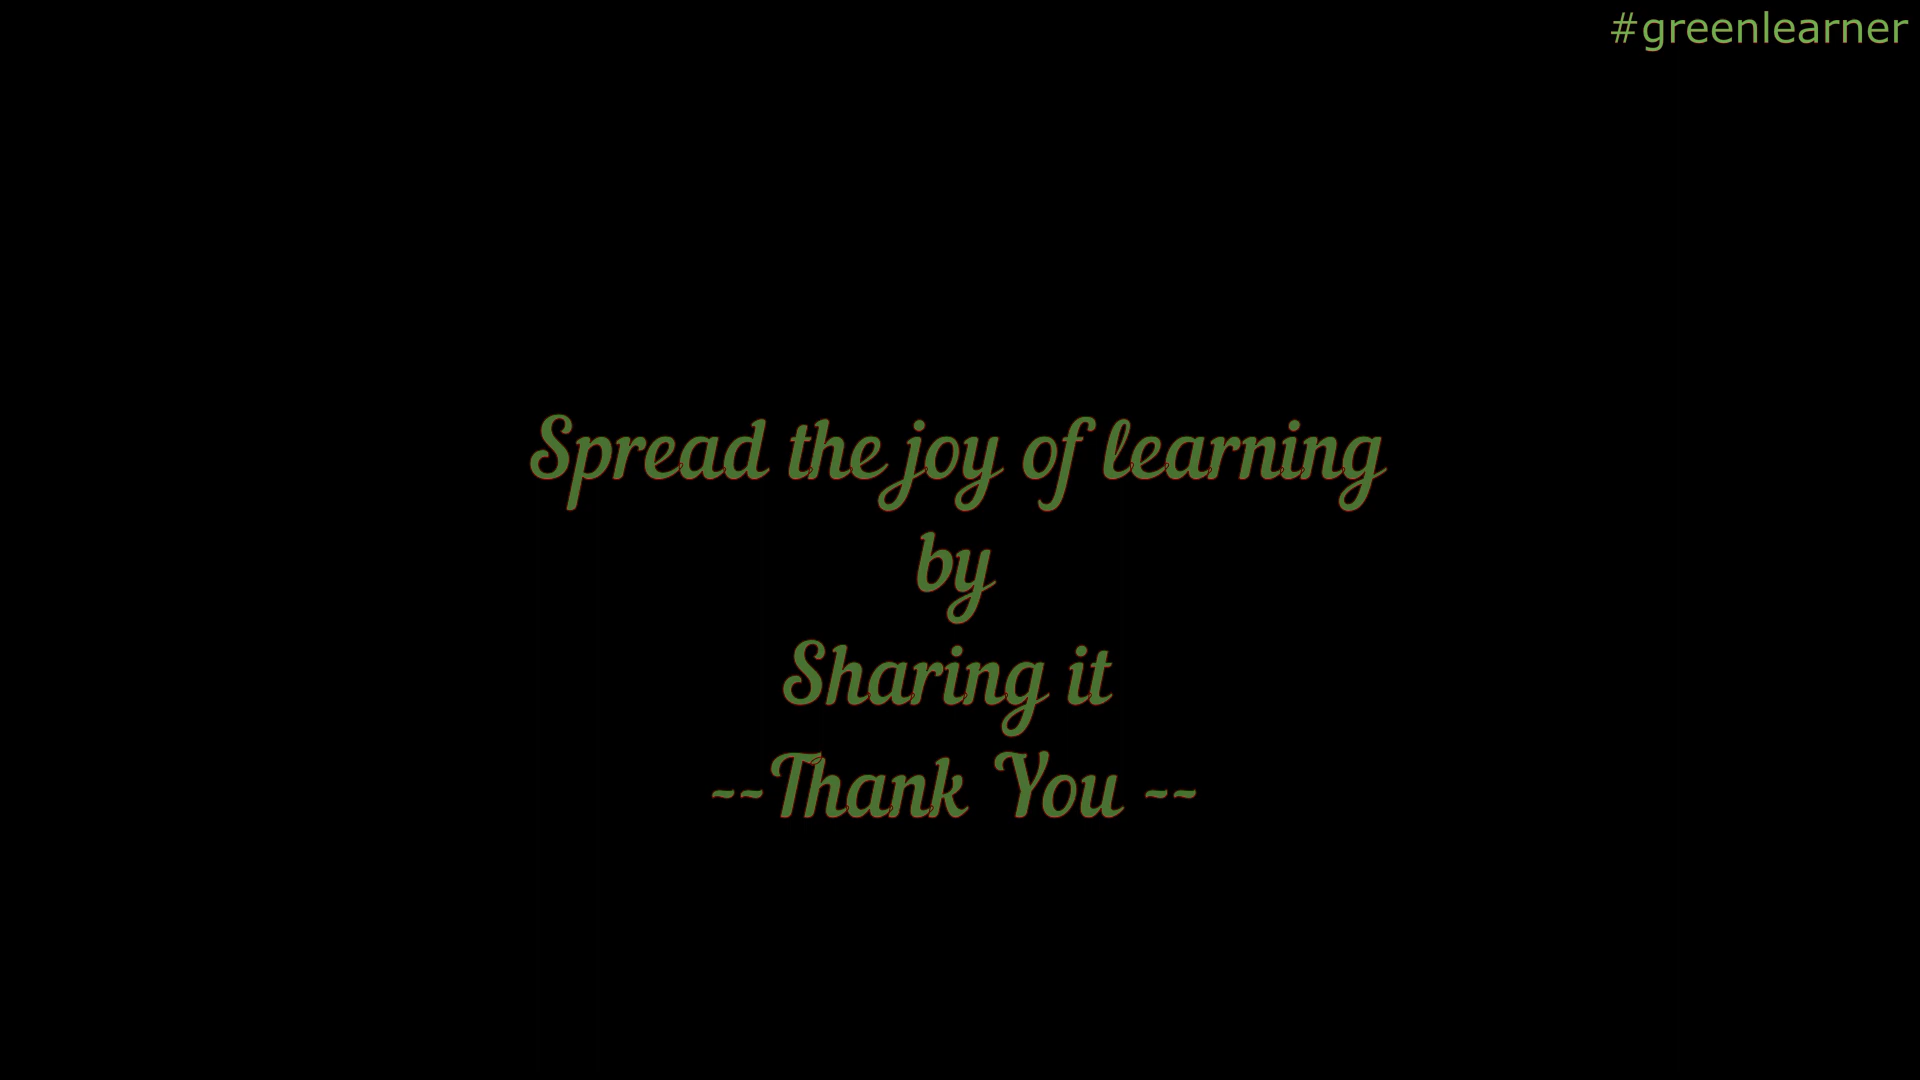 #greenlearner
Spread the joy of learning
by
Sharing it
--Thank You --